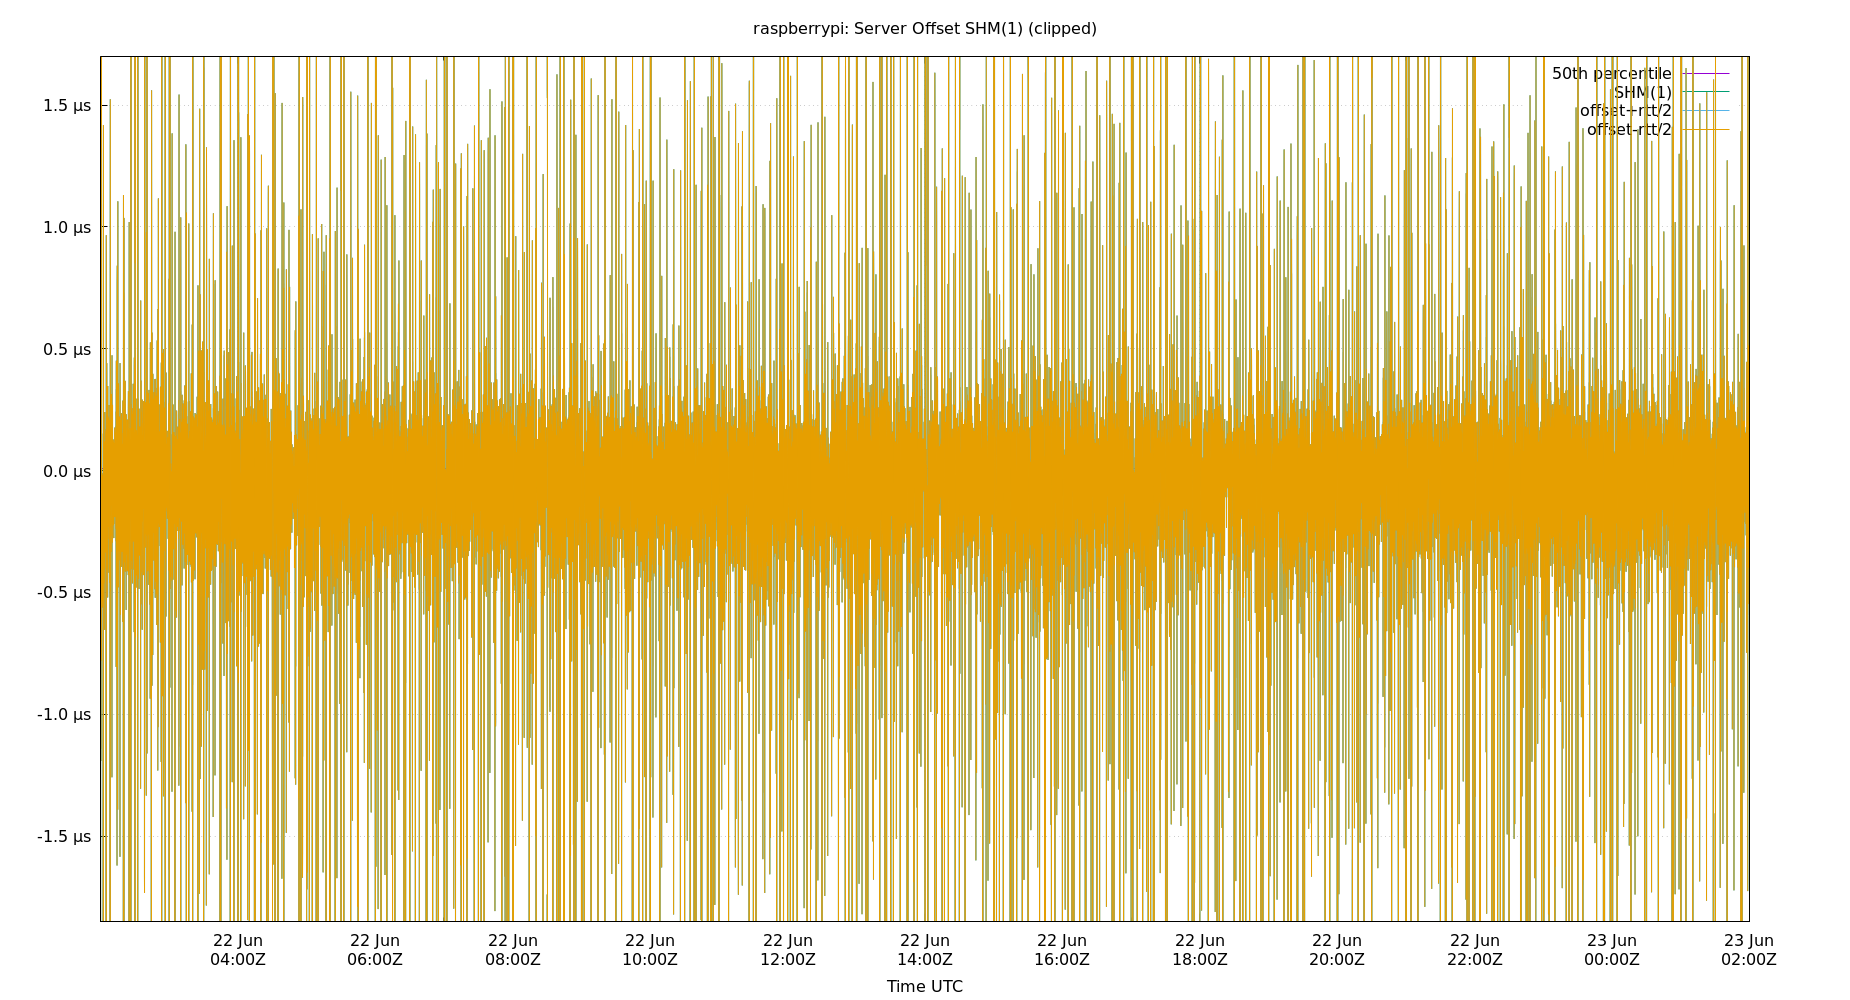 raspberrypi: Server Offset SHM(1) (clipped)
50th percentile
SHM(1)
offset+rtt/2
offset-rtt/2
1.5 µs
1.0 µs
0.5 µs
0.0 µs
-0.5 µs
-1.0 µs
-1.5 µs
22 Jun 22 Jun 22 Jun 22 Jun 22 Jun 22 Jun 22 Jun 22 Jun 22 Jun 22 Jun 23 Jun 23 Jun
04:00Z 06:00Z 08:00Z 10:00Z 12:00Z 14:00Z 16:00Z 18:00Z 20:00Z 22:00Z 00:00Z 02:00Z
Time UTC